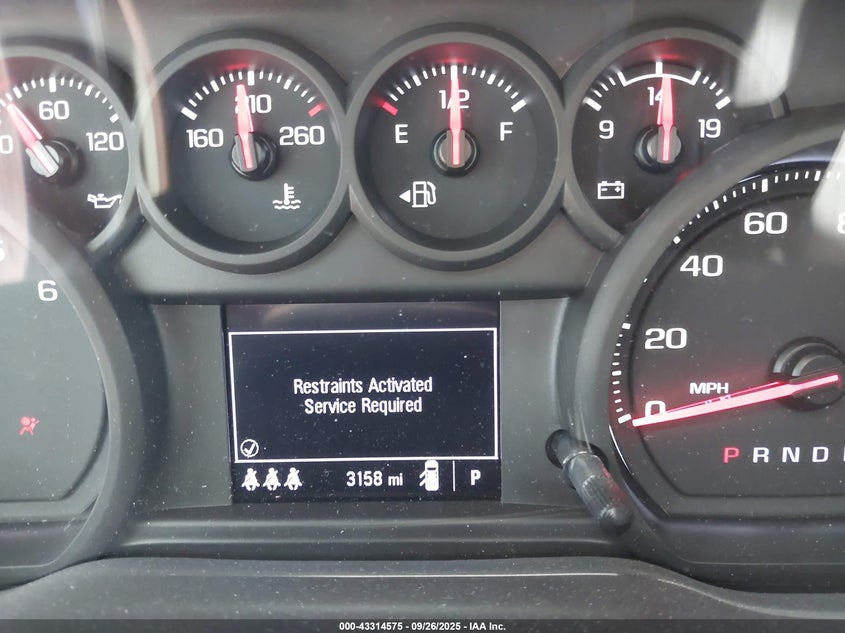 60
120
160
210
260
E
1/2
F
9
14
19
6
0
20
40
60
MPH
Restraints Activated
Service Required
3158 mi
P
P R N D
000-43314575 - 09/26/2025 - IAA Inc.